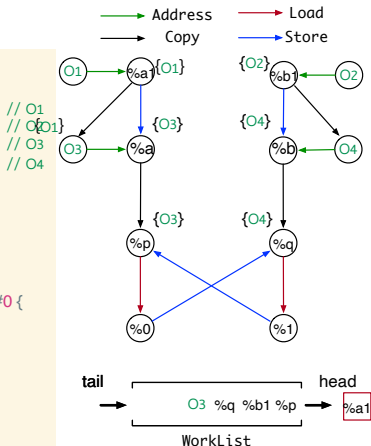 Address Load
Copy Store
O1 %a1 {O1} {O2} %b1 O2
// O1
// O2 {O1}
// O3
// O4
{O3} {O4}
O3 %a %b O4
{O3} {O4}
%p %q
#0 {
%0 %1
tail head
O3 %q %b1 %p %a1
WorkList